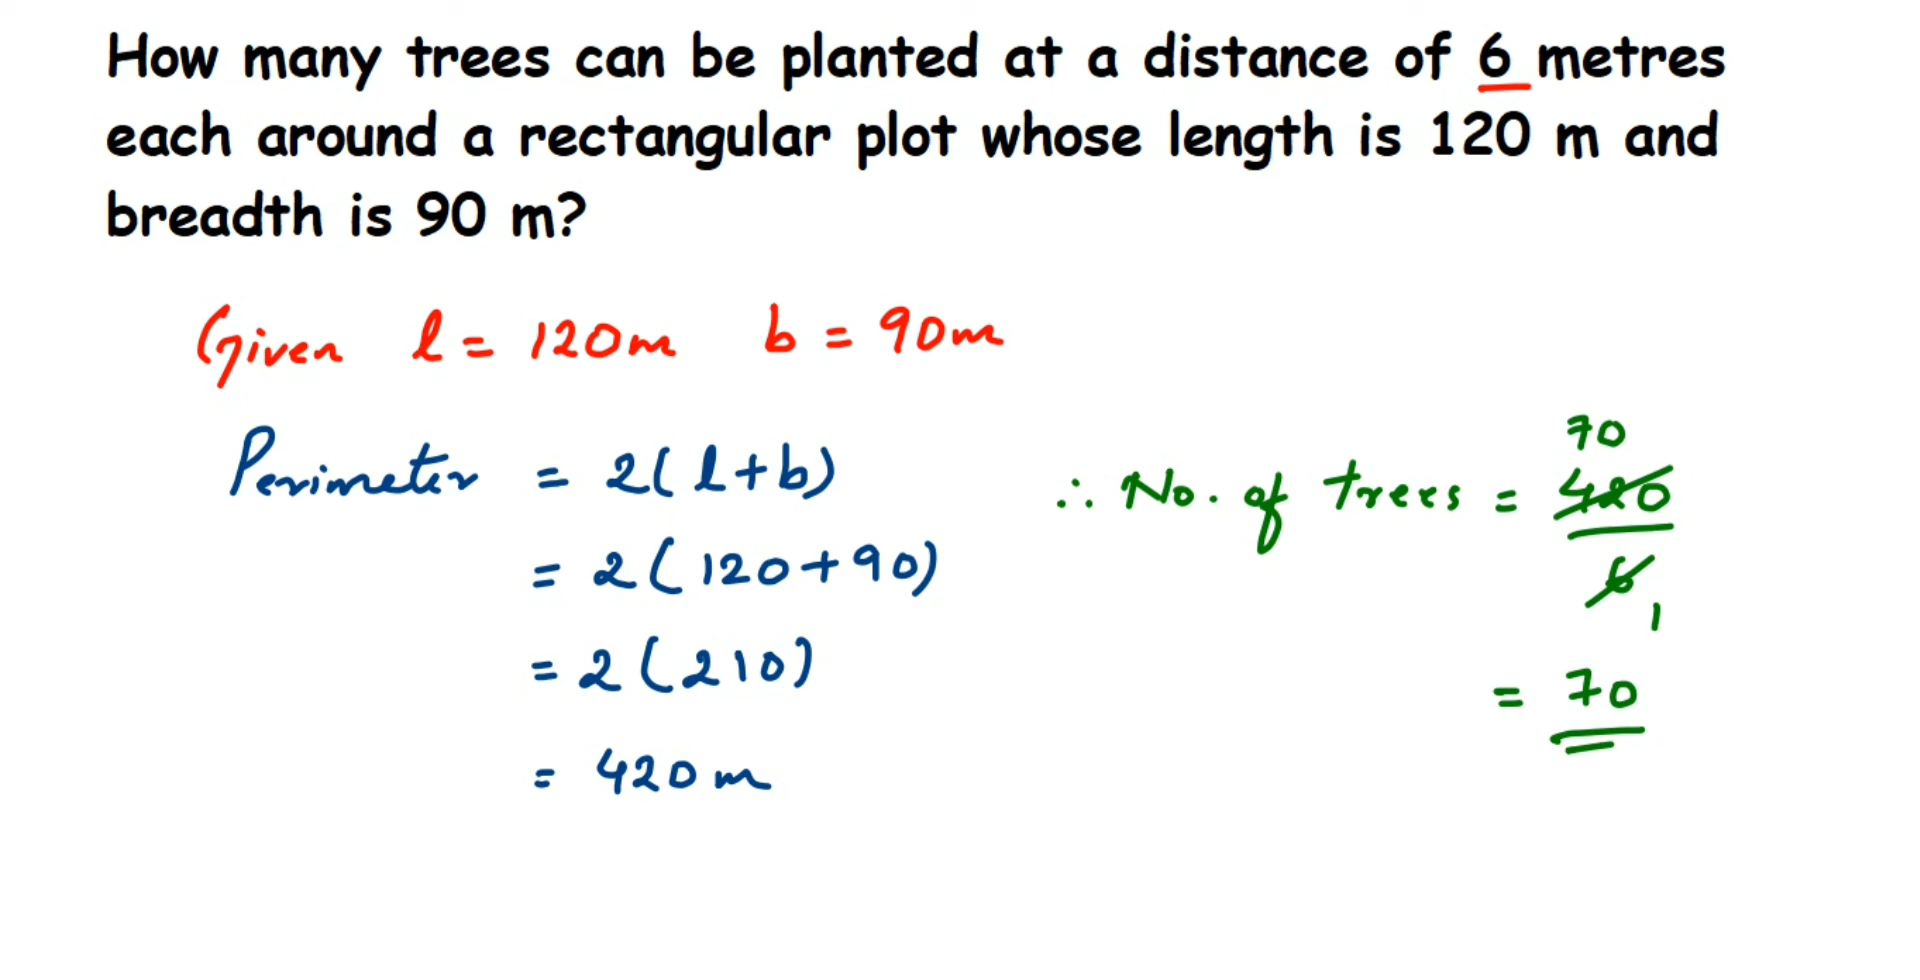 How many trees can be planted at a distance of 6 metres
each around a rectangular plot whose length is 120 m and
breadth is 90 m?
Given l = 120m b = 90m
Perimeter = 2(l+b)
= 2(120+90)
= 2(210)
= 420m
70
∴ No. of trees = 420
6
1
= 70